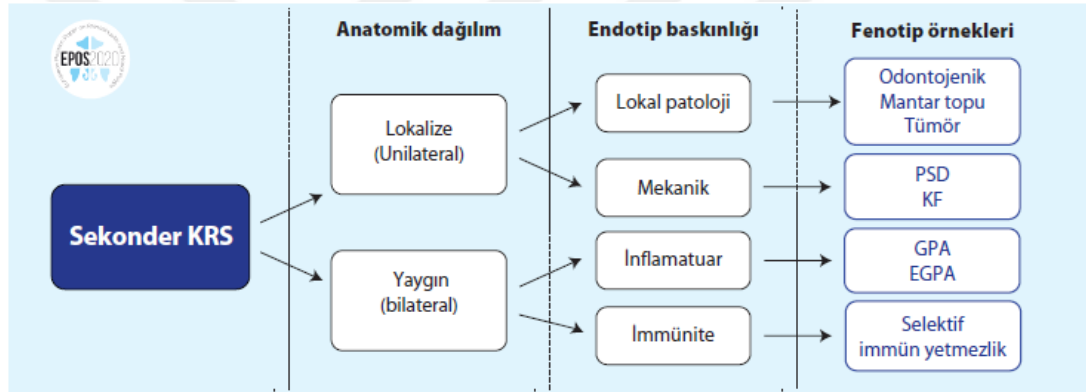 EPOS2020
Anatomik dağılım
Endotip baskınlığı
Fenotip örnekleri
Sekonder KRS
Lokalize
(Unilateral)
Yaygın
(bilateral)
Lokal patoloji
Mekanik
İnflamatuar
İmmünite
Odontojenik
Mantar topu
Tümör
PSD
KF
GPA
EGPA
Selektif
immün yetmezlik